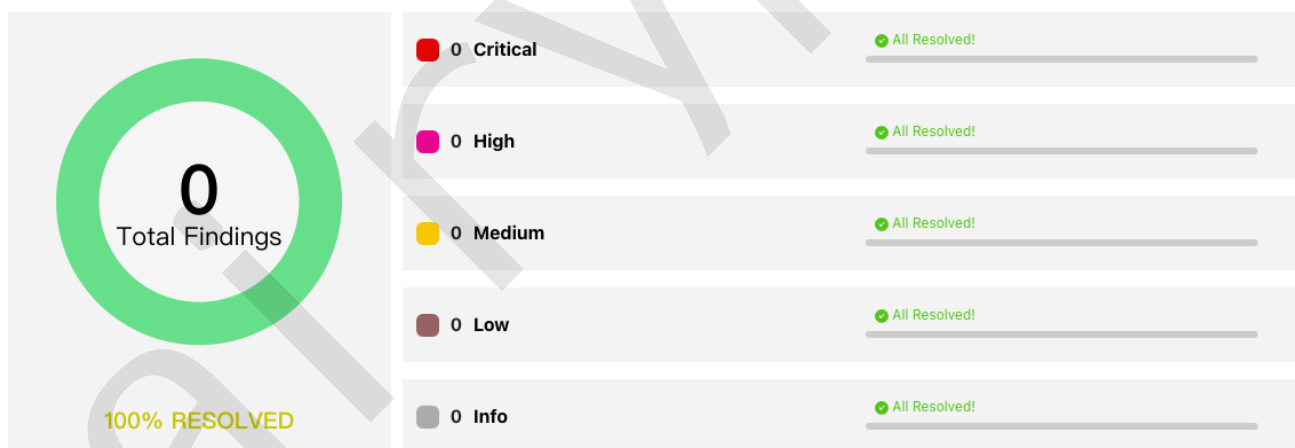 0
Total Findings
100% RESOLVED
0 Critical
All Resolved!
0 High
All Resolved!
0 Medium
All Resolved!
0 Low
All Resolved!
0 Info
All Resolved!